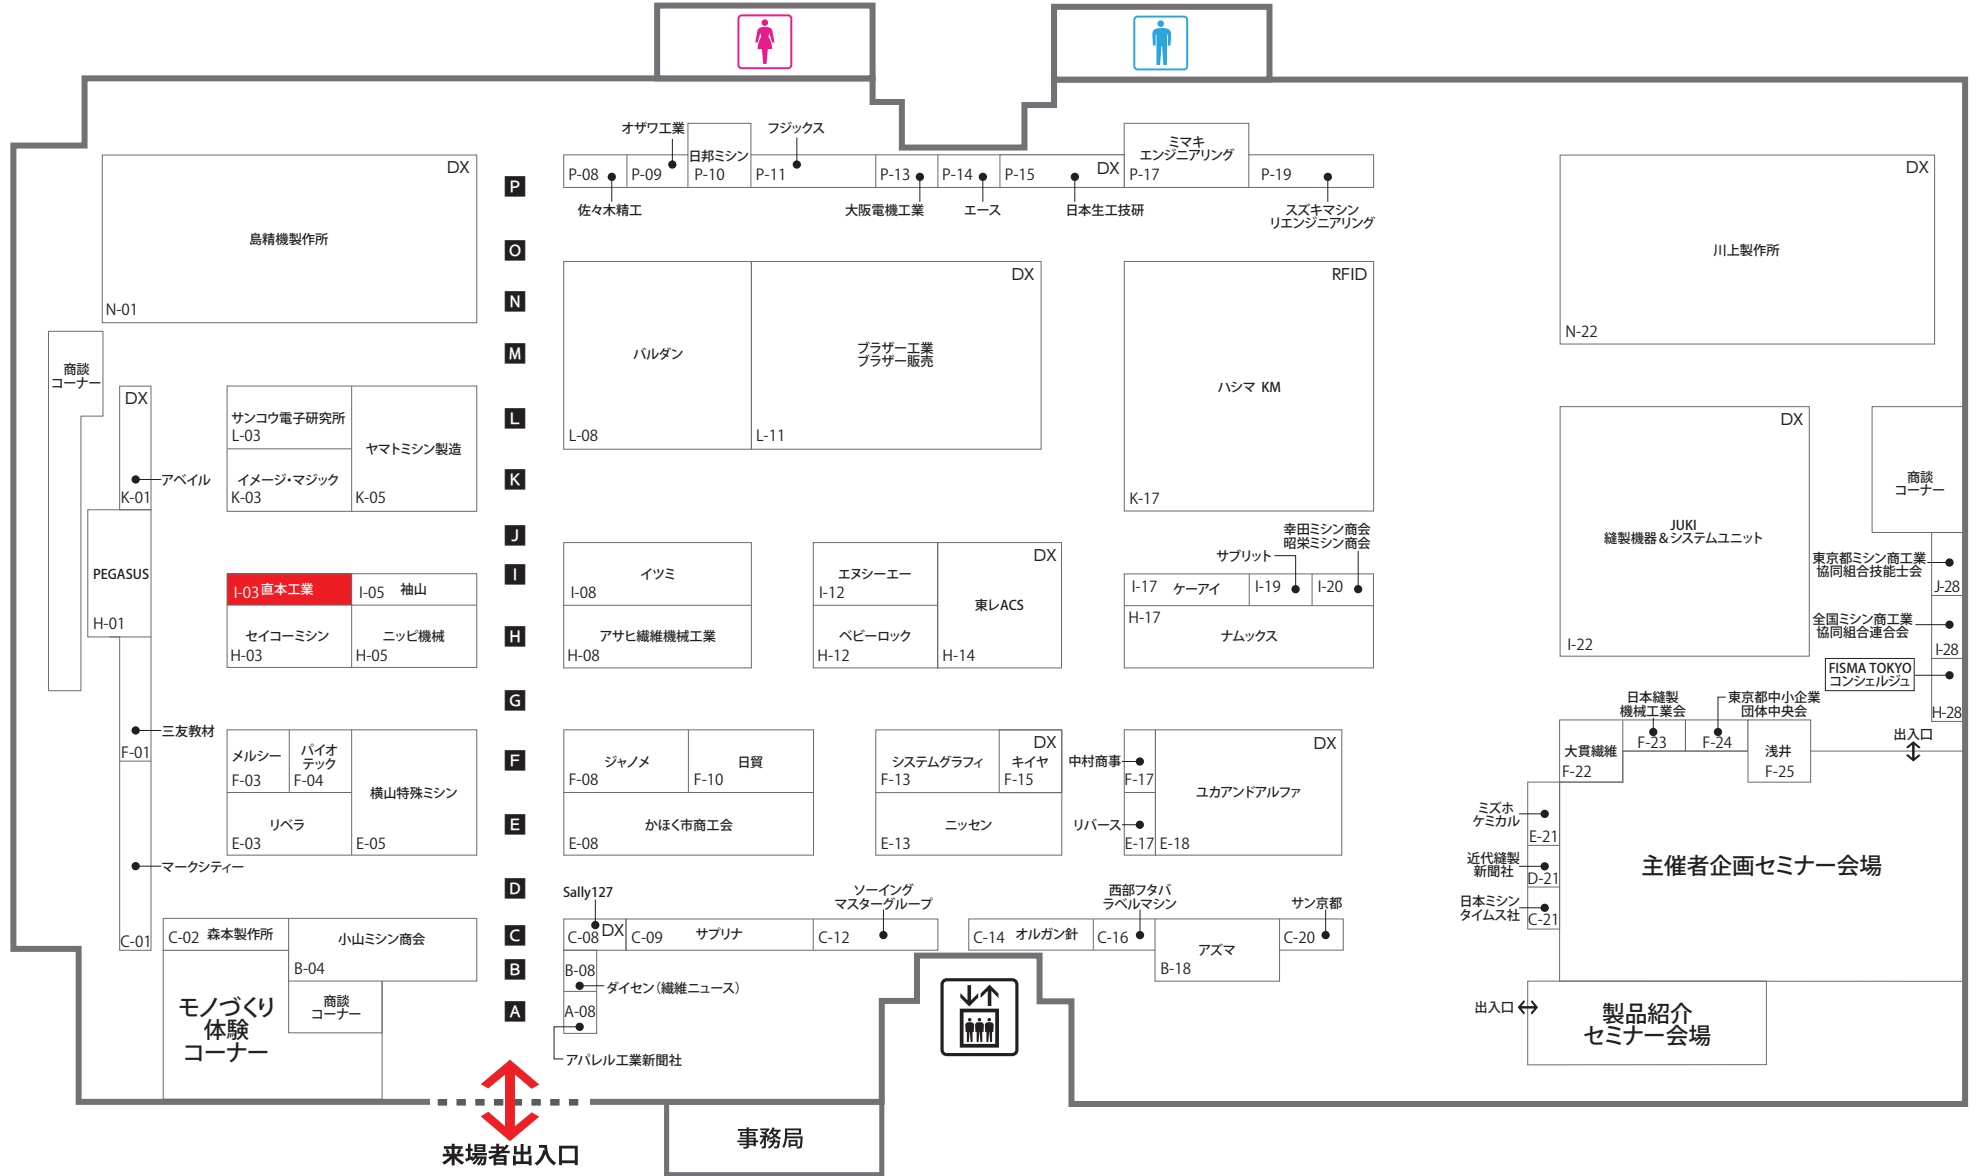 オザワ工業
フジックス
日邦ミシン
ミマキ
エンジニアリング
P-08
P-09
P-10
P-11
P-13
P-14
P-15
DX
P-17
P-19
佐々木精工
大阪電機工業
エース
日本生工技研
スズキマシン
リエンジニアリング
P
O
N
M
L
K
J
I
H
G
F
E
D
C
B
A
DX
島精機製作所
N-01
DX
川上製作所
N-22
バルダン
L-08
DX
ブラザー工業
ブラザー販売
L-11
RFID
ハシマ KM
K-17
商談
コーナー
DX
アベイル
K-01
サンコウ電子研究所
L-03
イメージ・マジック
K-03
ヤマトミシン製造
K-05
DX
JUKI
縫製機器＆システムユニット
I-22
商談
コーナー
PEGASUS
H-01
I-03 直本工業
I-05 袖山
セイコーミシン
H-03
ニッピ機械
H-05
イツミ
I-08
アサヒ繊維機械工業
H-08
エヌシーエー
I-12
ベビーロック
H-12
DX
東レACS
H-14
幸田ミシン商会
昭栄ミシン商会
サブリット
I-17 ケーアイ
I-19
I-20
H-17
ナムックス
東京都ミシン商工業
協同組合技能士会
J-28
全国ミシン商工業
協同組合連合会
I-28
FISMA TOKYO
コンシェルジュ
H-28
三友教材
F-01
メルシー
F-03
パイオ
テック
F-04
横山特殊ミシン
E-05
リベラ
E-03
ジャノメ
F-08
日貿
F-10
かほく市商工会
E-08
システムグラフィ
F-13
DX
キイヤ
F-15
ニッセン
E-13
中村商事
F-17
リバース
E-17
DX
ユカアンドアルファ
E-18
日本縫製
機械工業会
F-23
東京都中小企業
団体中央会
F-24
大貫繊維
F-22
浅井
F-25
出入口
ミズホ
ケミカル
E-21
近代縫製
新聞社
D-21
日本ミシン
タイムス社
C-21
主催者企画セミナー会場
マークシティー
C-01
C-02 森本製作所
小山ミシン商会
B-04
モノづくり
体験
コーナー
商談
コーナー
Sally127
C-08
DX
C-09 サプリナ
ソーイング
マスターグループ
C-12
C-14 オルガン針
西部フタバ
ラベルマシン
C-16
アズマ
B-18
サン京都
C-20
B-08
ダイセン（繊維ニュース）
A-08
アパレル工業新聞社
出入口
製品紹介
セミナー会場
来場者出入口
事務局